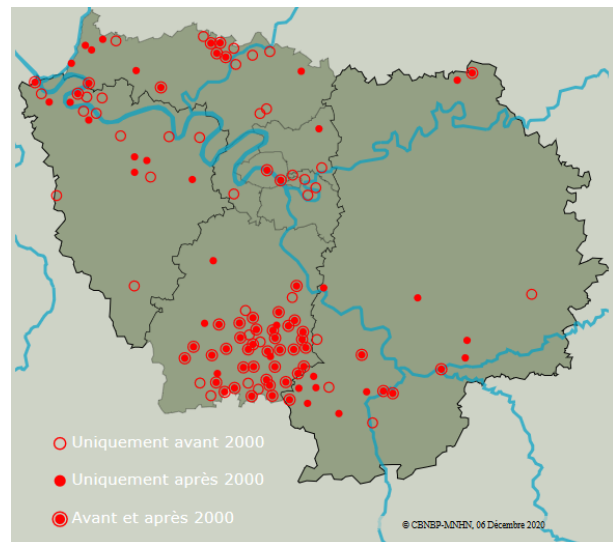 Uniquement avant 2000
Uniquement après 2000
Avant et après 2000
© CBNBP-MNHN, 06 Décembre 2020